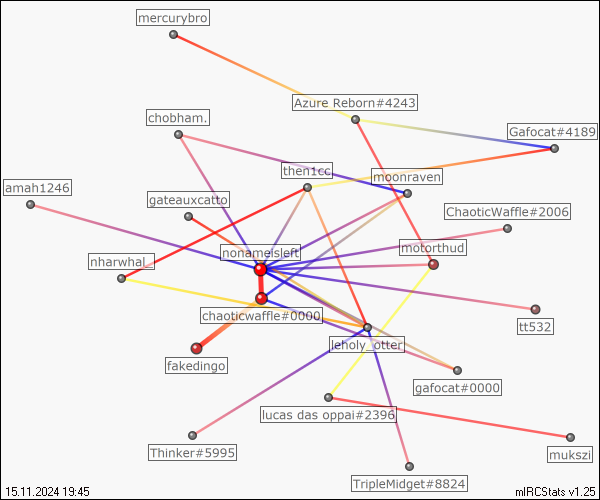 mercurybro
Azure Reborn#4243
chobham.
Gafocat#4189
then1cc
moonraven
amah1246
gateauxcatto
ChaoticWaffle#2006
nonameisleft
motorthud
nharwhal_
chaoticwaffle#0000
tt532
leholy_otter
fakedingo
gafocat#0000
lucas das oppai#2396
Thinker#5995
mukszi
TripleMidget#8824
15.11.2024 19:45
mIRCStats v1.25